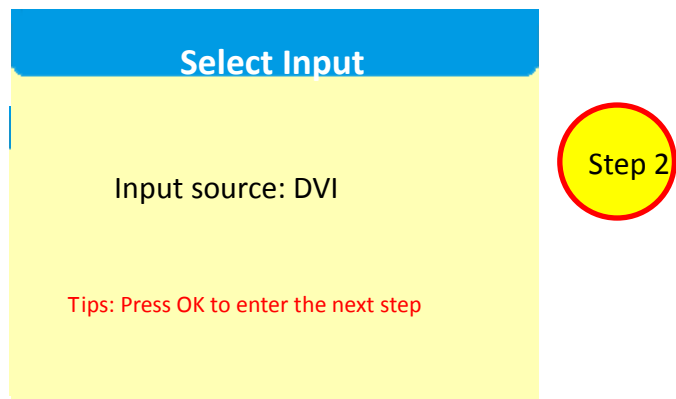 Select Input
Step 2
Input source: DVI
Tips: Press OK to enter the next step